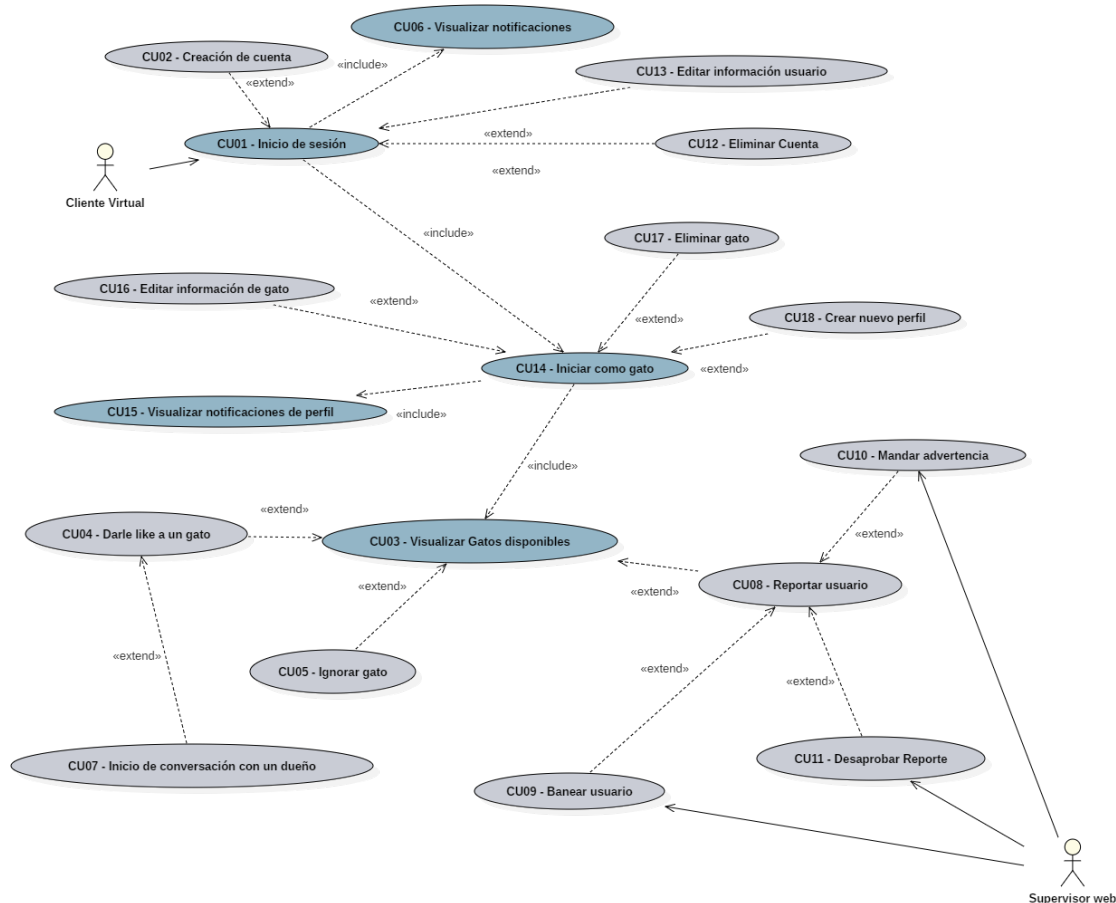 CU06 - Visualizar notificaciones
CU02 - Creación de cuenta
«include»
CU13 - Editar información usuario
«extend»
«extend»
CU01 - Inicio de sesión
CU12 - Eliminar Cuenta
«extend»
Cliente Virtual
«include»
CU17 - Eliminar gato
CU16 - Editar información de gato
«extend»
«extend»
CU18 - Crear nuevo perfil
CU14 - Iniciar como gato
«extend»
CU15 - Visualizar notificaciones de perfil
«include»
CU10 - Mandar advertencia
«include»
«extend»
CU04 - Darle like a un gato
«extend»
CU03 - Visualizar Gatos disponibles
«extend»
CU08 - Reportar usuario
«extend»
«extend»
CU05 - Ignorar gato
«extend»
«extend»
CU07 - Inicio de conversación con un dueño
CU11 - Desaprobar Reporte
CU09 - Banear usuario
Supervisor web